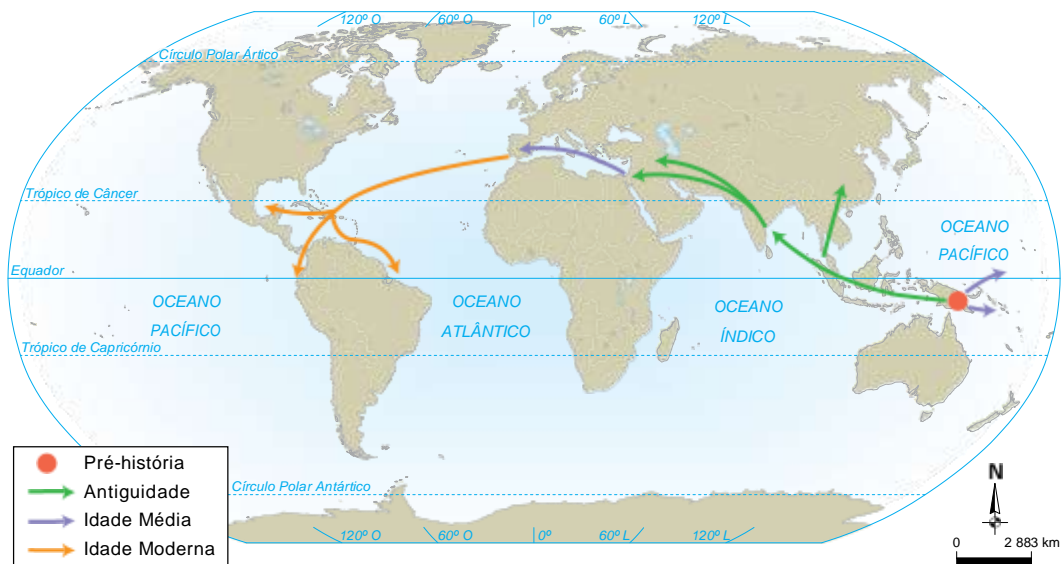 120º O 60º O 0º 60º L 120º L
Círculo Polar Ártico
Trópico de Câncer
OCEANO
PACÍFICO
Equador
OCEANO
PACÍFICO
OCEANO
ATLÂNTICO
OCEANO
ÍNDICO
Trópico de Capricórnio
Pré-história
Antiguidade
Idade Média
Idade Moderna
Círculo Polar Antártico
120º O 60º O 0º 60º L 120º L
N
0 2 883 km